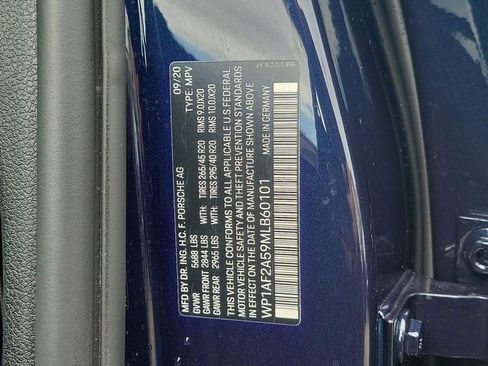 MFD BY DR. ING. H.C. F. PORSCHE AG 09/20
GVWR 5688 LBS TYPE: MPV
GAWR FRONT 2844 LBS WITH: TIRES 265/45 R20 RIMS 9.0JX20
GAWR REAR 2965 LBS WITH: TIRES 295/40 R20 RIMS 10.0JX20
THIS VEHICLE CONFORMS TO ALL APPLICABLE U.S. FEDERAL
MOTOR VEHICLE SAFETY AND THEFT PREVENTION STANDARDS
IN EFFECT ON THE DATE OF MANUFACTURE SHOWN ABOVE
WP1AF2A59MLB60101 MADE IN GERMANY